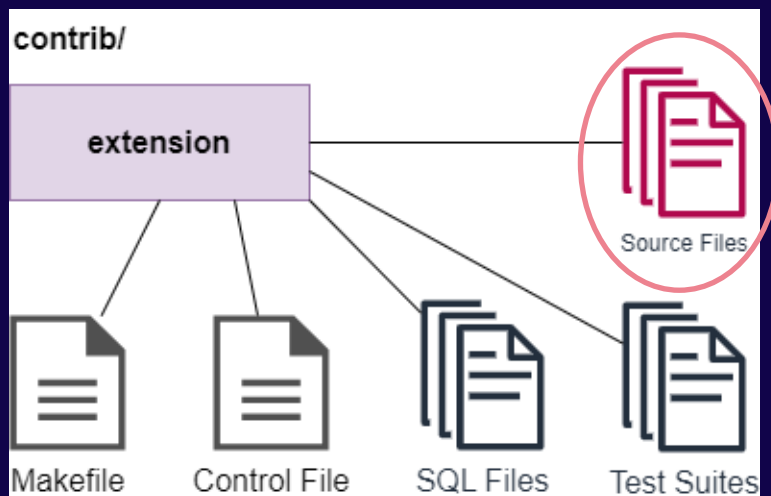 contrib/
extension
Source Files
Makefile
Control File
SQL Files
Test Suites